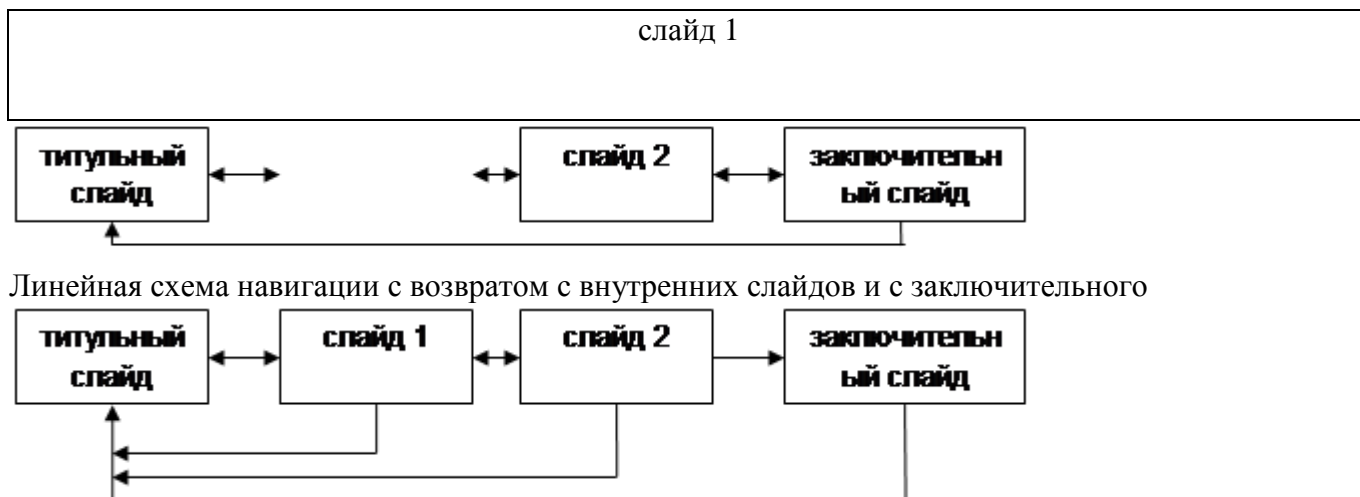 слайд 1
титульный
слайд
слайд 2
заключительн
ый слайд
Линейная схема навигации с возвратом с внутренних слайдов и с заключительного
титульный
слайд
слайд 1
слайд 2
заключительн
ый слайд